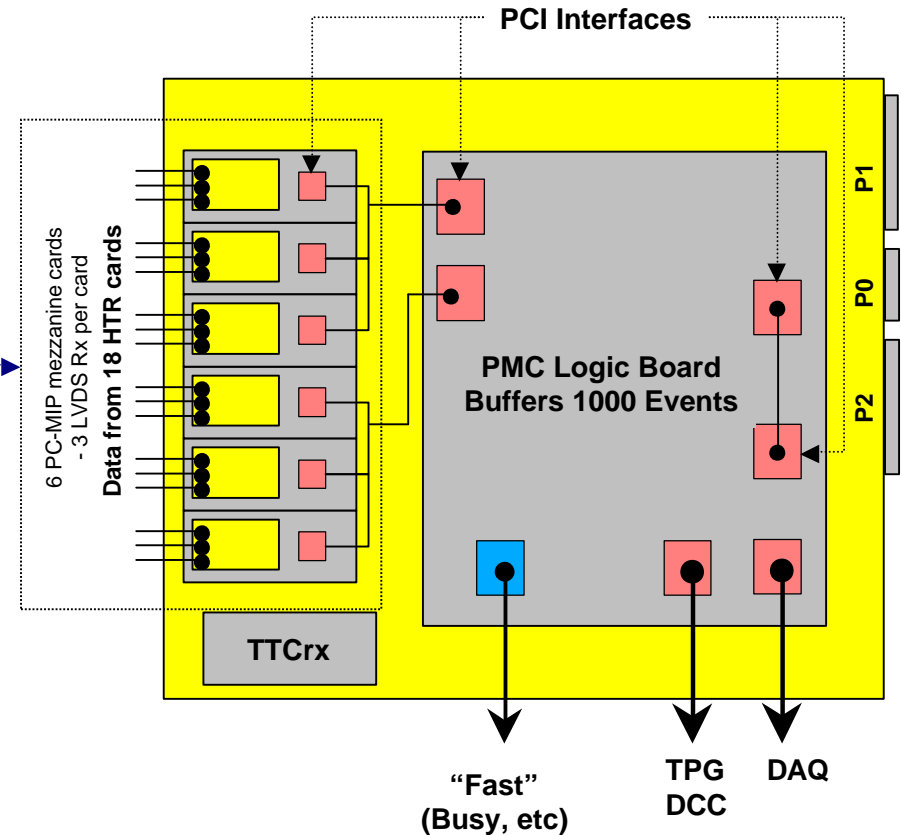 PCI Interfaces
6 PC-MIP mezzanine cards
- 3 LVDS Rx per card
Data from 18 HTR cards
P1
P0
P2
PMC Logic Board
Buffers 1000 Events
TTCrx
“Fast”
(Busy, etc)
TPG
DCC
DAQ